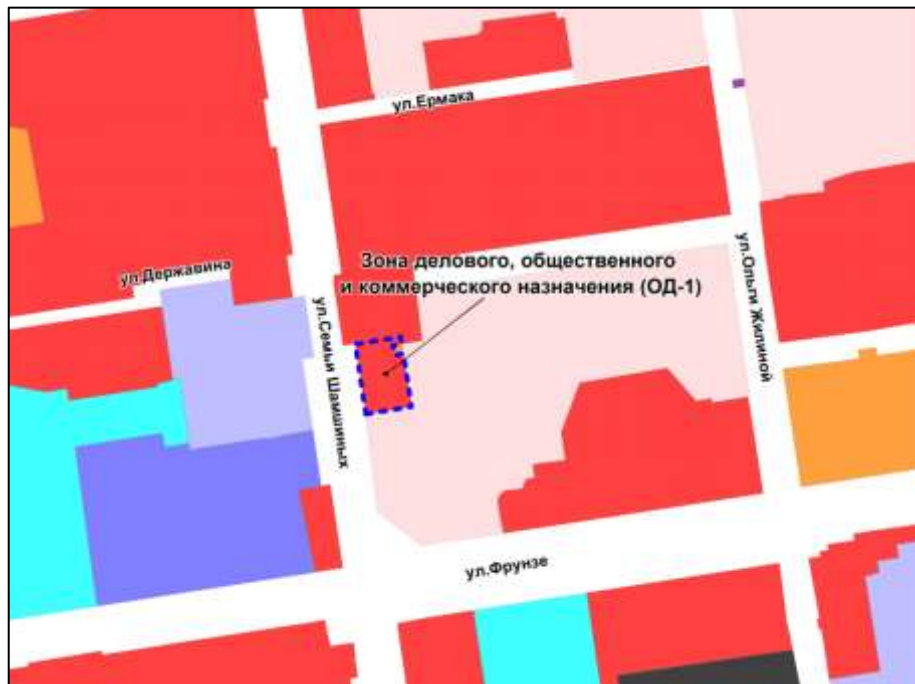 ул.Ермака
Зона делового, общественного
и коммерческого назначения (ОД-1)
ул.Державина
ул.Семьи Шамшиных
ул.Ольги Жилиной
ул.Фрунзе